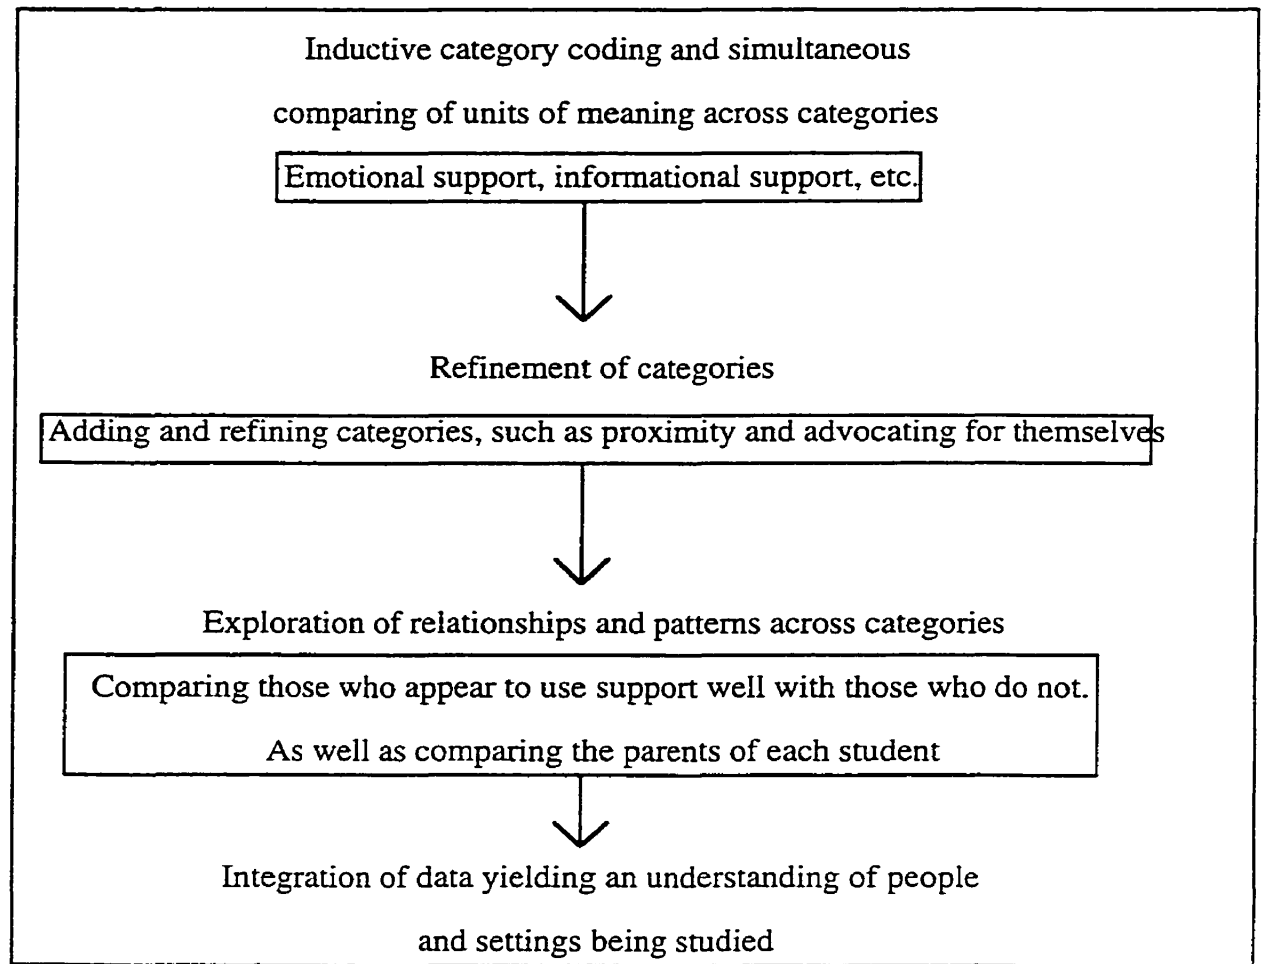 Inductive category coding and simultaneous
comparing of units of meaning across categories
Emotional support, informational support, etc.
Refinement of categories
Adding and refining categories, such as proximity and advocating for themselves
Exploration of relationships and patterns across categories
Comparing those who appear to use support well with those who do not.
As well as comparing the parents of each student
Integration of data yielding an understanding of people
and settings being studied